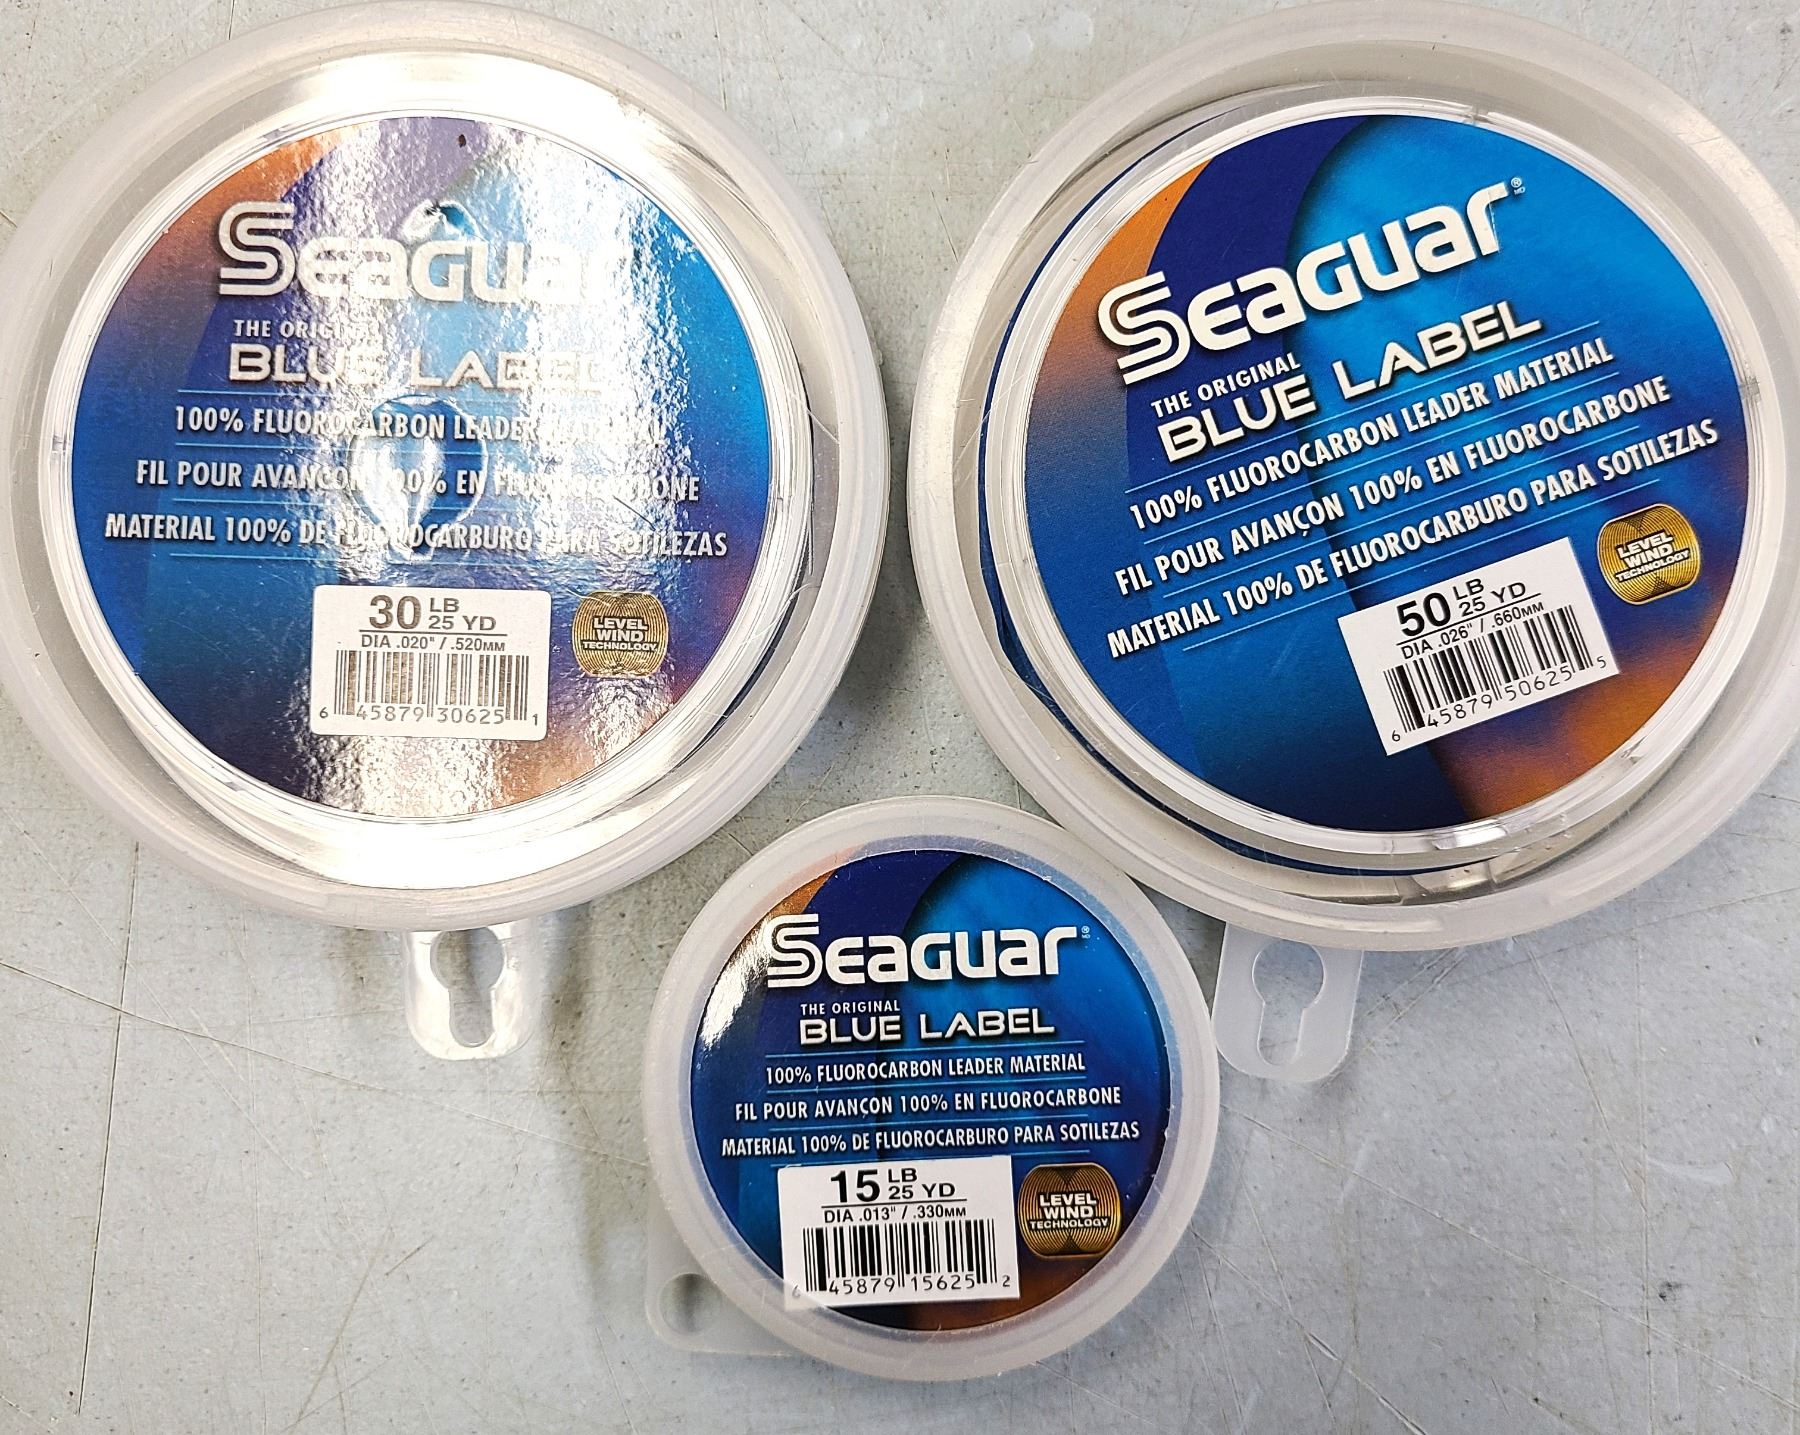 Seaguar
THE ORIGINAL
BLUE LABEL
100% FLUOROCARBON LEADER MATERIAL
FIL POUR AVANÇON 100% EN FLUOROCARBONE
MATERIAL 100% DE FLUOROCARBURO PARA SOTILEZAS
30 LB
25 YD
DIA .020" / .520MM
6 45879 30625 1
LEVEL
WIND
TECHNOLOGY
Seaguar®
MD
THE ORIGINAL
BLUE LABEL
100% FLUOROCARBON LEADER MATERIAL
FIL POUR AVANÇON 100% EN FLUOROCARBONE
MATERIAL 100% DE FLUOROCARBURO PARA SOTILEZAS
50 LB
25 YD
DIA .026" / .660MM
6 45879 50625 5
LEVEL
WIND
TECHNOLOGY
Seaguar®
MD
THE ORIGINAL
BLUE LABEL
100% FLUOROCARBON LEADER MATERIAL
FIL POUR AVANÇON 100% EN FLUOROCARBONE
MATERIAL 100% DE FLUOROCARBURO PARA SOTILEZAS
15 LB
25 YD
DIA .013" / .330MM
6 45879 15625 2
LEVEL
WIND
TECHNOLOGY